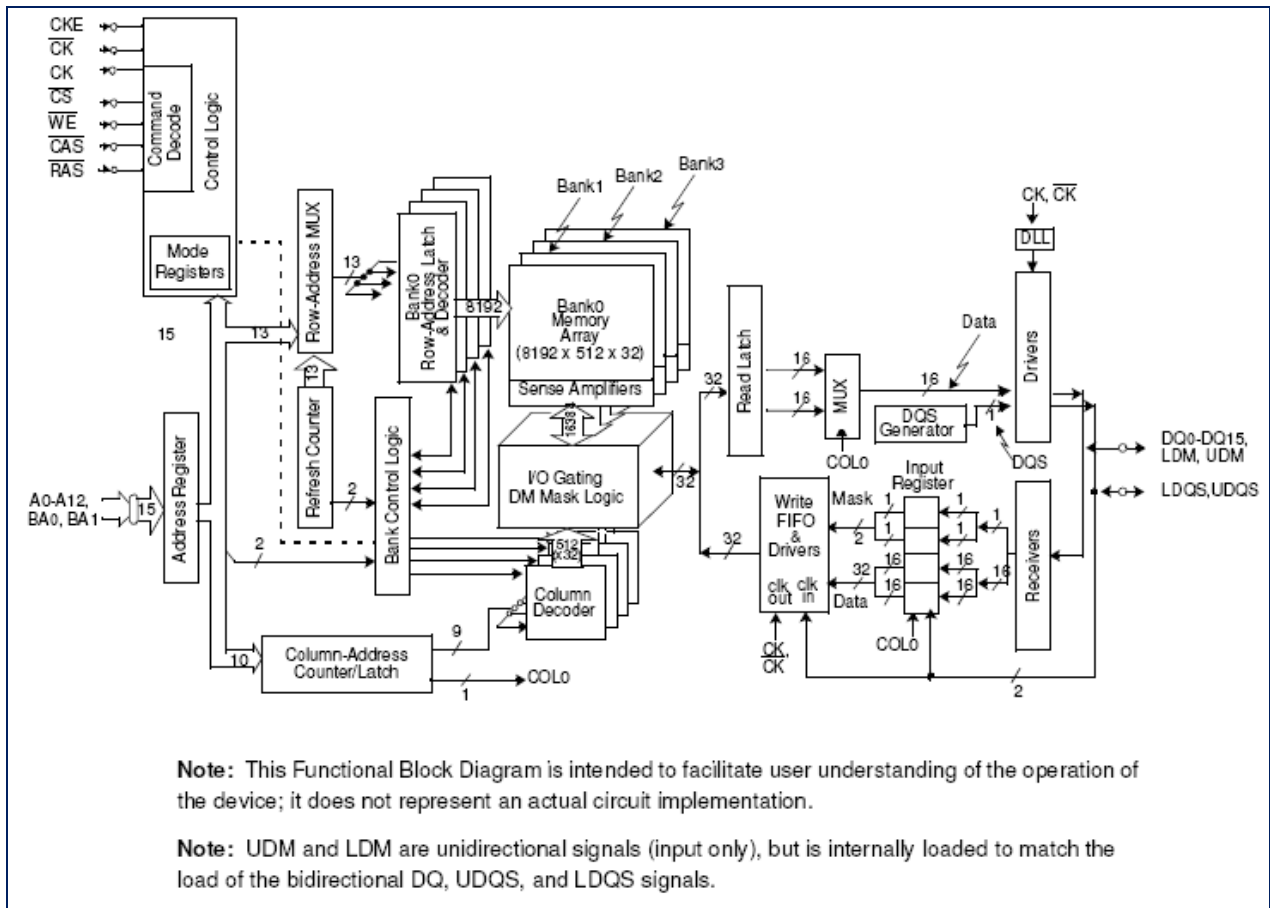 CKE
C̅K̅
CK
C̅S̅
W̅E̅
C̅A̅S̅
R̅A̅S̅
Command
Decode
Control Logic
Mode
Registers
15
13
Row-Address MUX
13
Refresh Counter
13
Bank0
Row-Address Latch
& Decoder
8192
Bank1
Bank2
Bank3
Bank0
Memory
Array
(8192 x 512 x 32)
Sense Amplifiers
16384
I/O Gating
DM Mask Logic
512
x32
Column
Decoder
Bank Control Logic
2
2
A0-A12,
BA0, BA1
15
Address Register
10
Column-Address
Counter/Latch
9
1
COL0
32
32
32
Read Latch
16
16
MUX
COL0
16
Data
DQS
Generator
1
DQS
CK, C̅K̅
DLL
Drivers
DQ0-DQ15,
LDM, UDM
LDQS,UDQS
Receivers
Input
Register
1
1
1
1
1
16
16
16
16
16
COL0
Mask
2
32
Data
Write
FIFO
&
Drivers
clk
out
clk
in
CK,
C̅K̅
2
Note: This Functional Block Diagram is intended to facilitate user understanding of the operation of
the device; it does not represent an actual circuit implementation.
Note: UDM and LDM are unidirectional signals (input only), but is internally loaded to match the
load of the bidirectional DQ, UDQS, and LDQS signals.